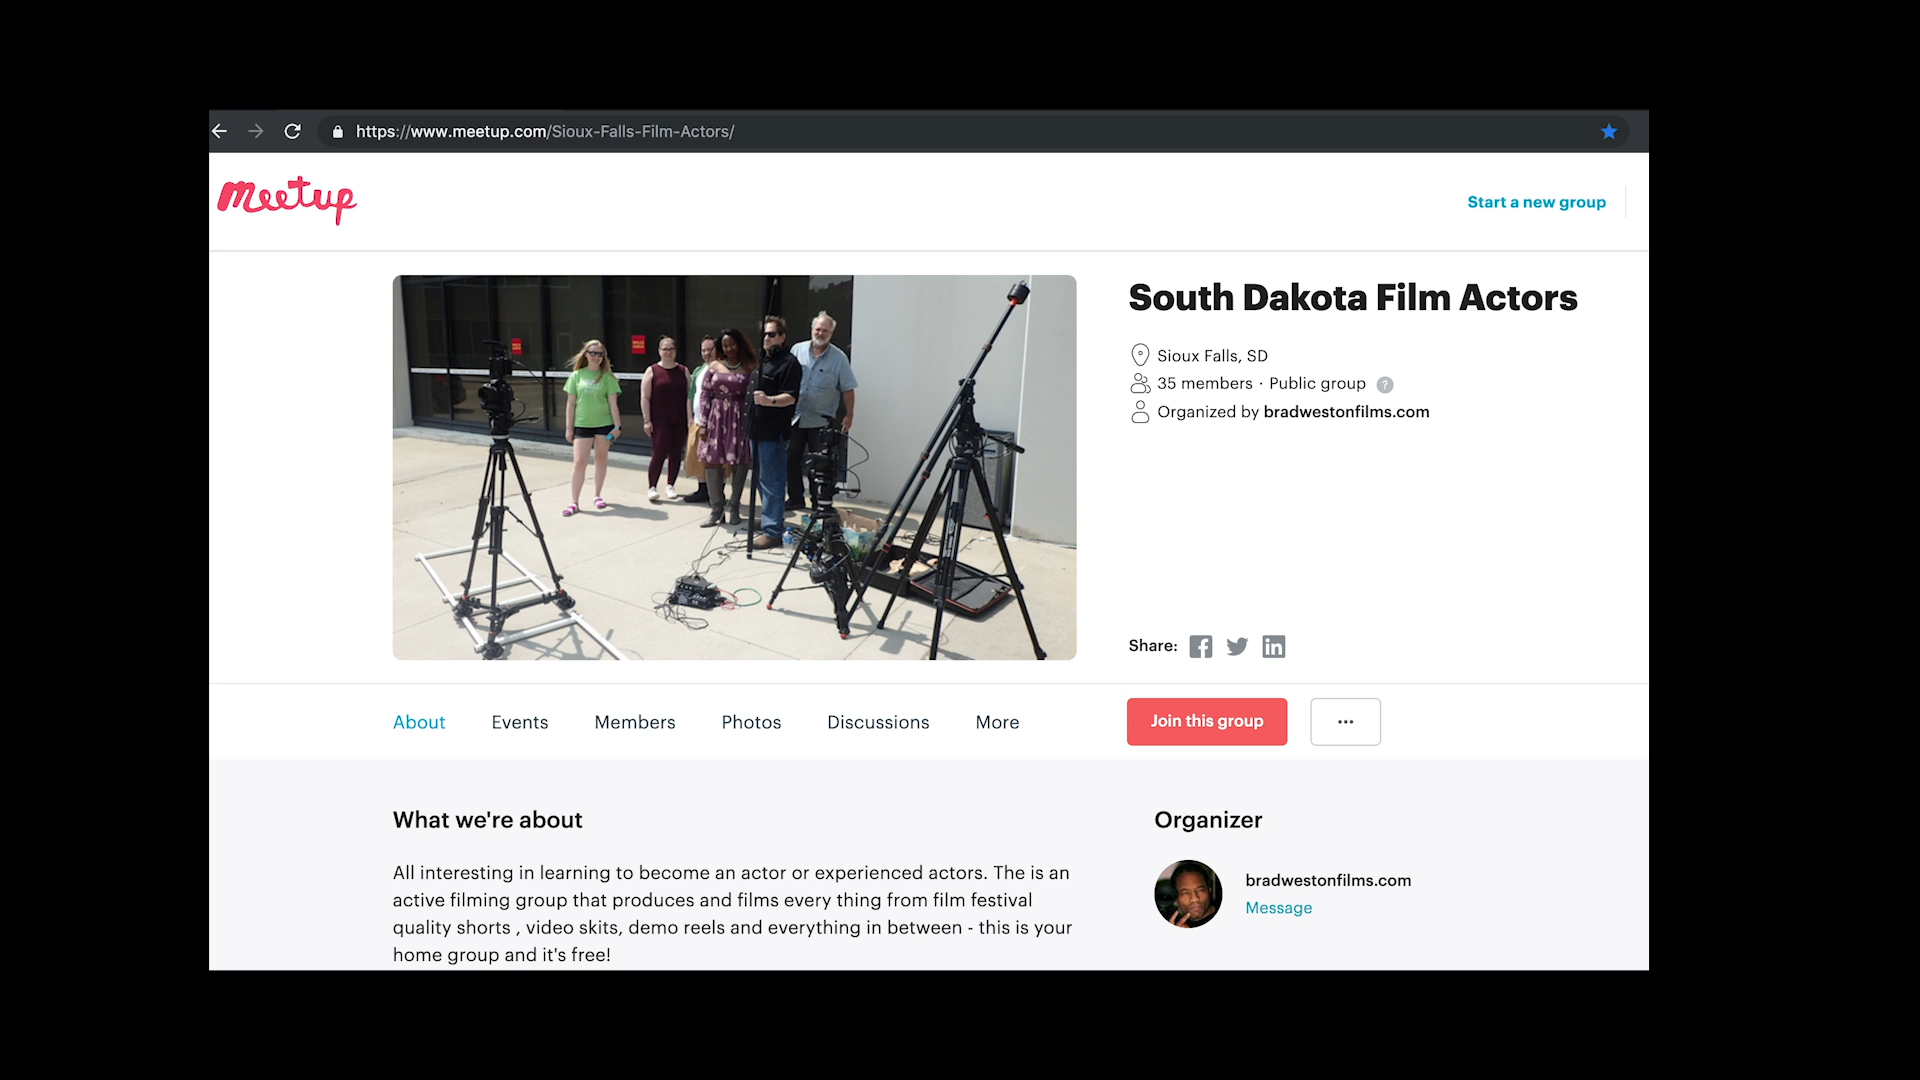 https://www.meetup.com/Sioux-Falls-Film-Actors/
Meetup
Start a new group
South Dakota Film Actors
Sioux Falls, SD
35 members · Public group ?
Organized by bradwestonfilms.com
Share:
About Events Members Photos Discussions More
Join this group
What we're about
All interesting in learning to become an actor or experienced actors. The is an
active filming group that produces and films every thing from film festival
quality shorts , video skits, demo reels and everything in between - this is your
home group and it's free!
Organizer
bradwestonfilms.com
Message